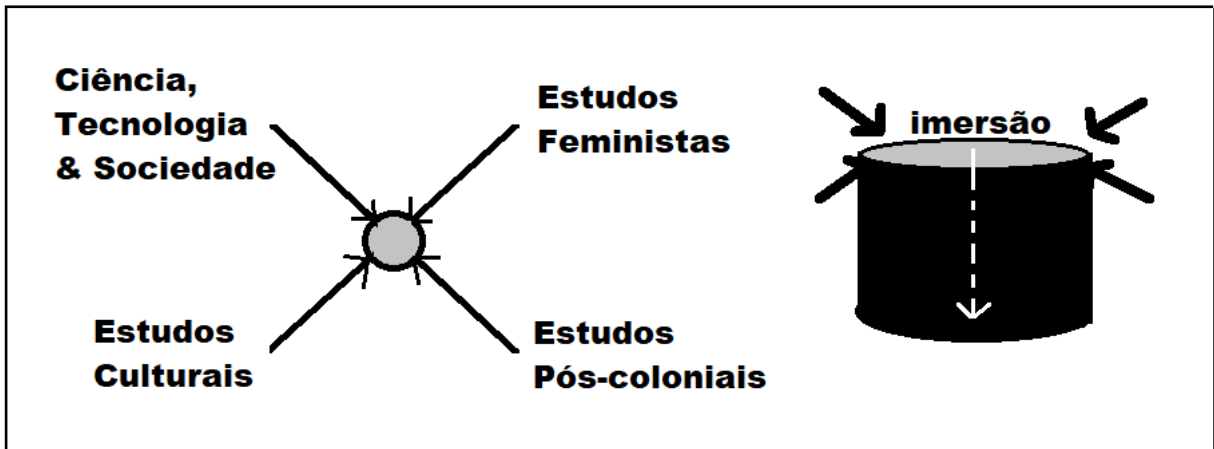 Ciência,
Tecnologia
& Sociedade
Estudos
Feministas
Estudos
Culturais
Estudos
Pós-coloniais
imersão